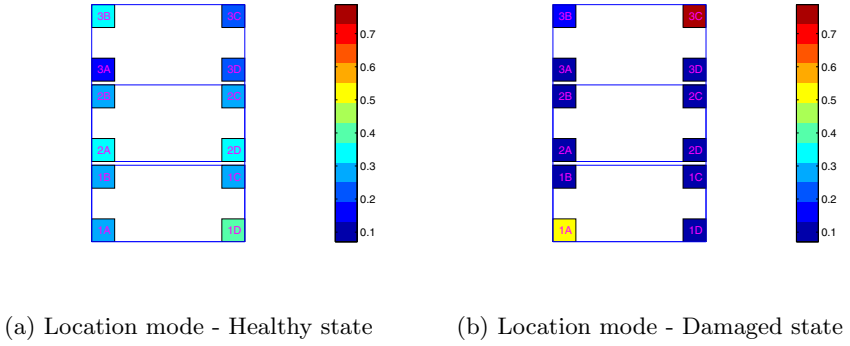 3B 3C 0.7 3B 3C 0.7
0.6 0.6
3A 3D 3A 3D
0.5 0.5
2B 2C 2B 2C
0.4 0.4
2A 2D 0.3 2A 2D 0.3
1B 1C 1B 1C
0.2 0.2
1A 1D 0.1 1A 1D 0.1
(a) Location mode - Healthy state (b) Location mode - Damaged state